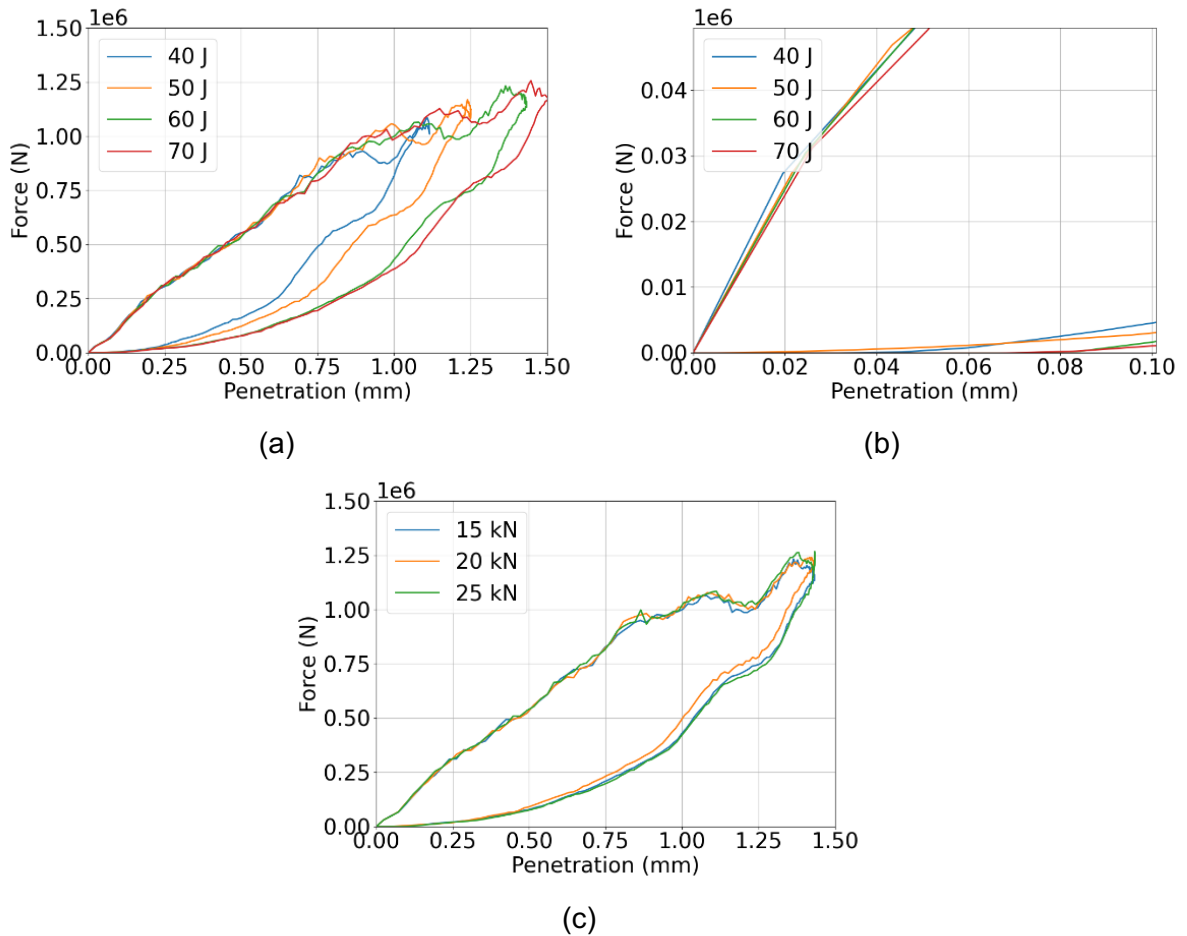 1e6
1.50
1.25
1.00
0.75
0.50
0.25
0.00
Force (N)
40 J
50 J
60 J
70 J
0.00 0.25 0.50 0.75 1.00 1.25 1.50
Penetration (mm)
(a)
1e6
0.04
0.03
0.02
0.01
0.00
Force (N)
40 J
50 J
60 J
70 J
0.00 0.02 0.04 0.06 0.08 0.10
Penetration (mm)
(b)
1e6
1.50
1.25
1.00
0.75
0.50
0.25
0.00
Force (N)
15 kN
20 kN
25 kN
0.00 0.25 0.50 0.75 1.00 1.25 1.50
Penetration (mm)
(c)